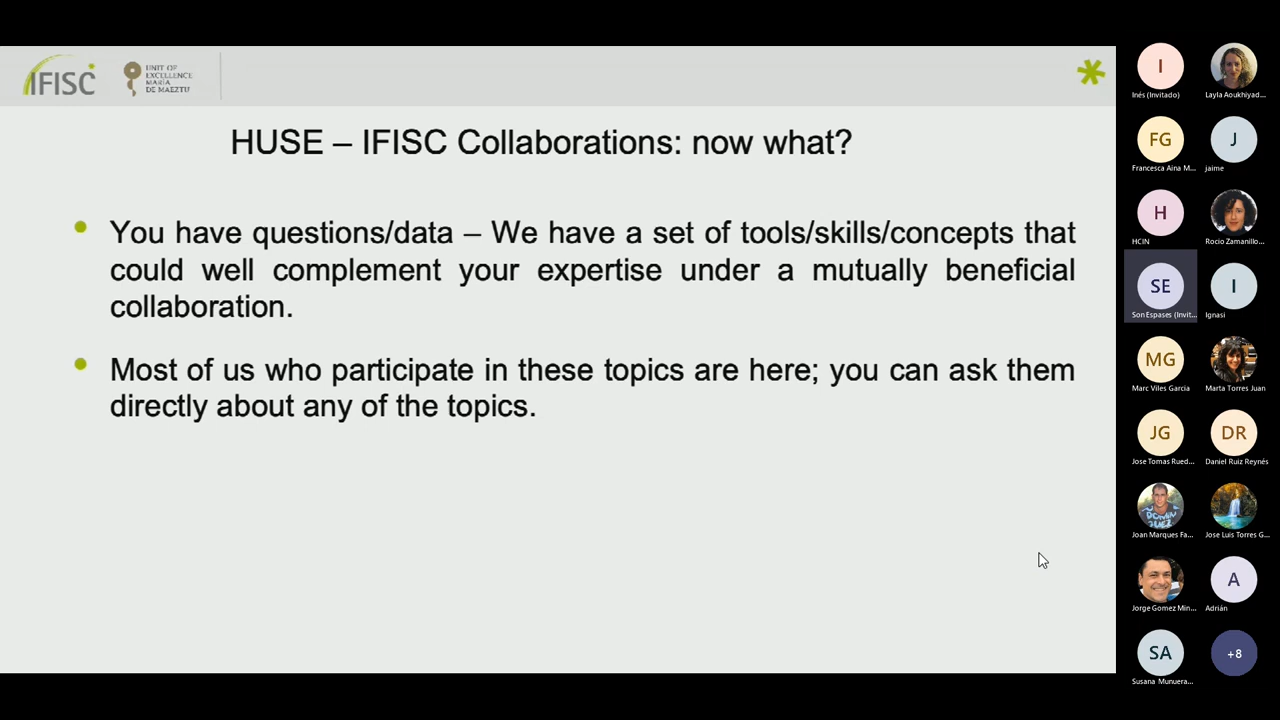 IFISC
UNIT OF
EXCELLENCE
MARÍA
DE MAEZTU
HUSE – IFISC Collaborations: now what?
You have questions/data – We have a set of tools/skills/concepts that
could well complement your expertise under a mutually beneficial
collaboration.
Most of us who participate in these topics are here; you can ask them
directly about any of the topics.
I
Inés (Invitado)
Layla Aoukhiyad...
FG
Francesca Aina M...
J
jaime
H
HCIN
Rocio Zamanillo...
SE
Son Espases (Invit...
I
Ignasi
MG
Marc Viles Garcia
Marta Torres Juan
JG
Jose Tomas Rued...
DR
Daniel Ruiz Reynés
Joan Marques Fa...
Jose Luis Torres G...
Jorge Gomez Min...
A
Adrián
SA
Susana Munuera...
+8